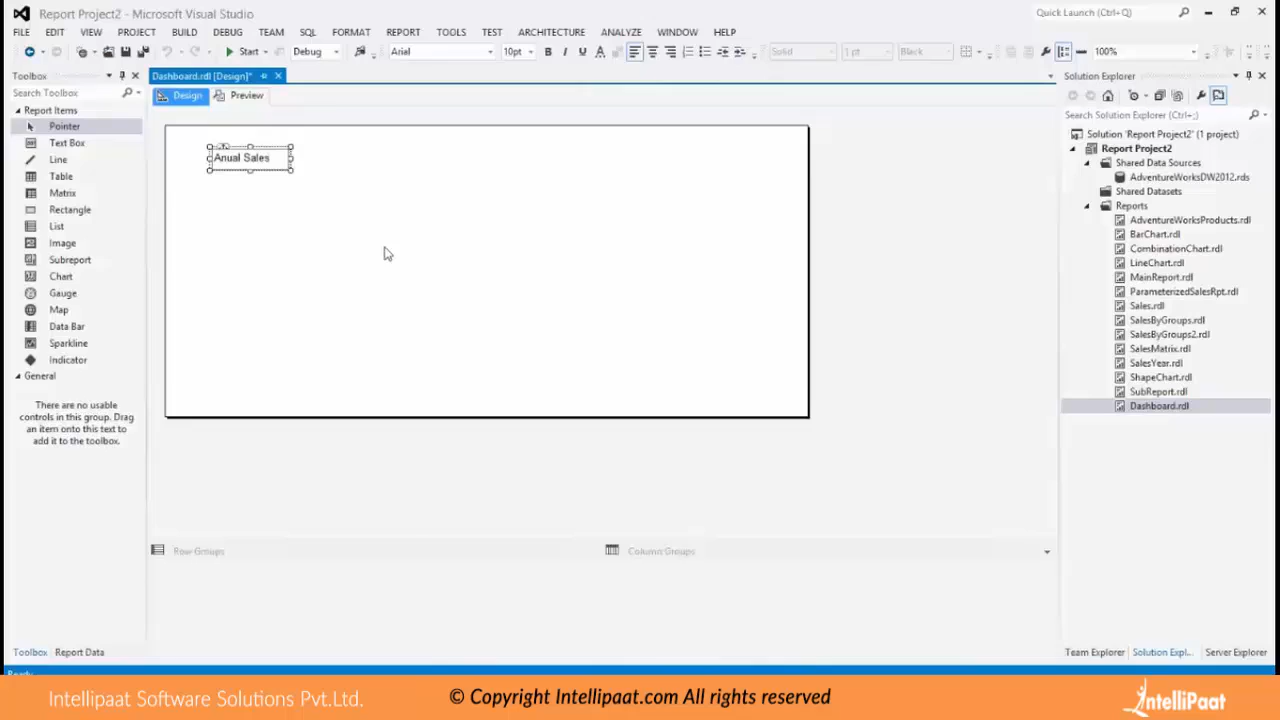 Report Project2 - Microsoft Visual Studio
Quick Launch (Ctrl+Q)
FILE EDIT VIEW PROJECT BUILD DEBUG TEAM SQL FORMAT REPORT TOOLS TEST ARCHITECTURE ANALYZE WINDOW HELP
Start Debug Arial 10pt B I U A Solid 1 pt Black 100%
Toolbox
Search Toolbox
Report Items
Pointer
Text Box
Line
Table
Matrix
Rectangle
List
Image
Subreport
Chart
Gauge
Map
Data Bar
Sparkline
Indicator
General
There are no usable
controls in this group. Drag
an item onto this text to
add it to the toolbox.
Toolbox Report Data
Dashboard.rdl [Design]*
Design Preview
Anual Sales
Row Groups Column Groups
Solution Explorer
Search Solution Explorer (Ctrl+;)
Solution 'Report Project2' (1 project)
Report Project2
Shared Data Sources
AdventureWorksDW2012.rds
Shared Datasets
Reports
AdventureWorksProducts.rdl
BarChart.rdl
CombinationChart.rdl
LineChart.rdl
MainReport.rdl
ParameterizedSalesRpt.rdl
Sales.rdl
SalesByGroups.rdl
SalesByGroups2.rdl
SalesMatrix.rdl
SalesYear.rdl
ShapeChart.rdl
SubReport.rdl
Dashboard.rdl
Team Explorer Solution Expl... Server Explorer
Ready
Intellipaat Software Solutions Pvt.Ltd.
© Copyright Intellipaat.com All rights reserved
IntelliPaat